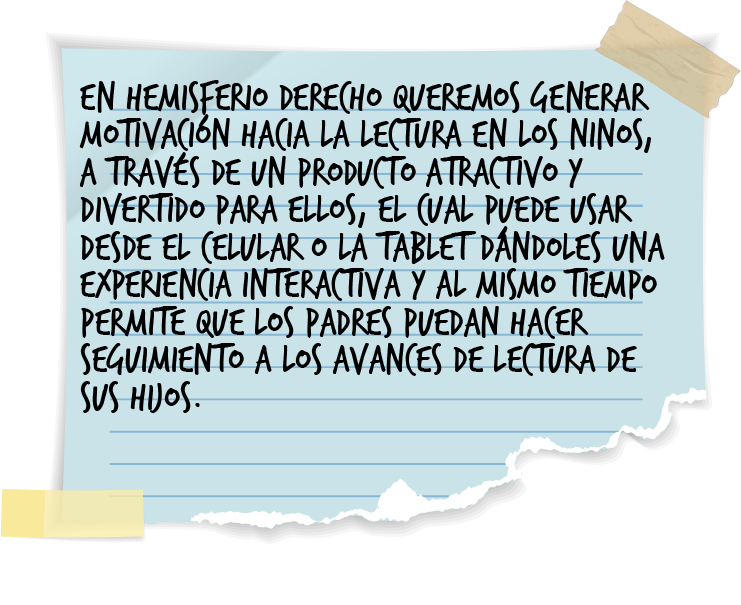 EN HEMISFERIO DERECHO QUEREMOS GENERAR
MOTIVACIÓN HACIA LA LECTURA EN LOS NINOS,
A TRAVÉS DE UN PRODUCTO ATRACTIVO Y
DIVERTIDO PARA ELLOS, EL CUAL PUEDE USAR
DESDE EL CELULAR O LA TABLET DÁNDOLES UNA
EXPERIENCIA INTERACTIVA Y AL MISMO TIEMPO
PERMITE QUE LOS PADRES PUEDAN HACER
SEGUIMIENTO A LOS AVANCES DE LECTURA DE
SUS HIJOS.